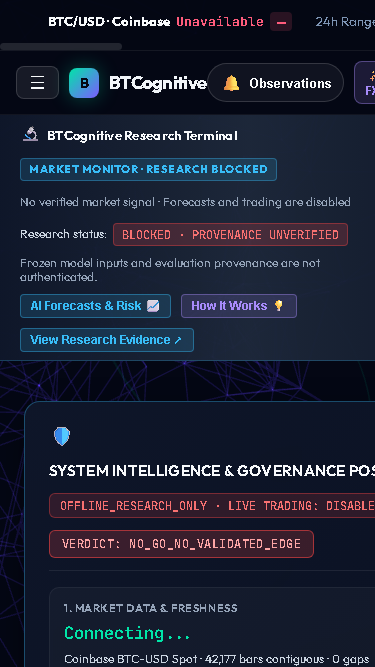 BTC/USD · Coinbase Unavailable — 24h Range
☰ B BTCognitive 🔔 Observations
BTCognitive Research Terminal
MARKET MONITOR · RESEARCH BLOCKED
No verified market signal · Forecasts and trading are disabled
Research status: BLOCKED · PROVENANCE UNVERIFIED
Frozen model inputs and evaluation provenance are not
authenticated.
AI Forecasts & Risk 📈 How It Works 💡
View Research Evidence ↗
SYSTEM INTELLIGENCE & GOVERNANCE POS
OFFLINE_RESEARCH_ONLY · LIVE TRADING: DISABLE
VERDICT: NO_GO_NO_VALIDATED_EDGE
1. MARKET DATA & FRESHNESS
Connecting...
Coinbase BTC-USD Spot · 42,177 bars contiguous · 0 gaps